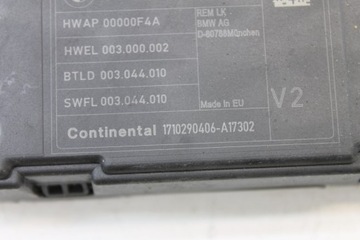 HWAP 00000F4A
REM LK
BMW AG
D-80788München
HWEL 003.000.002
BTLD 003.044.010
SWFL 003.044.010
Made In EU
V2
Continental 1710290406-A17302